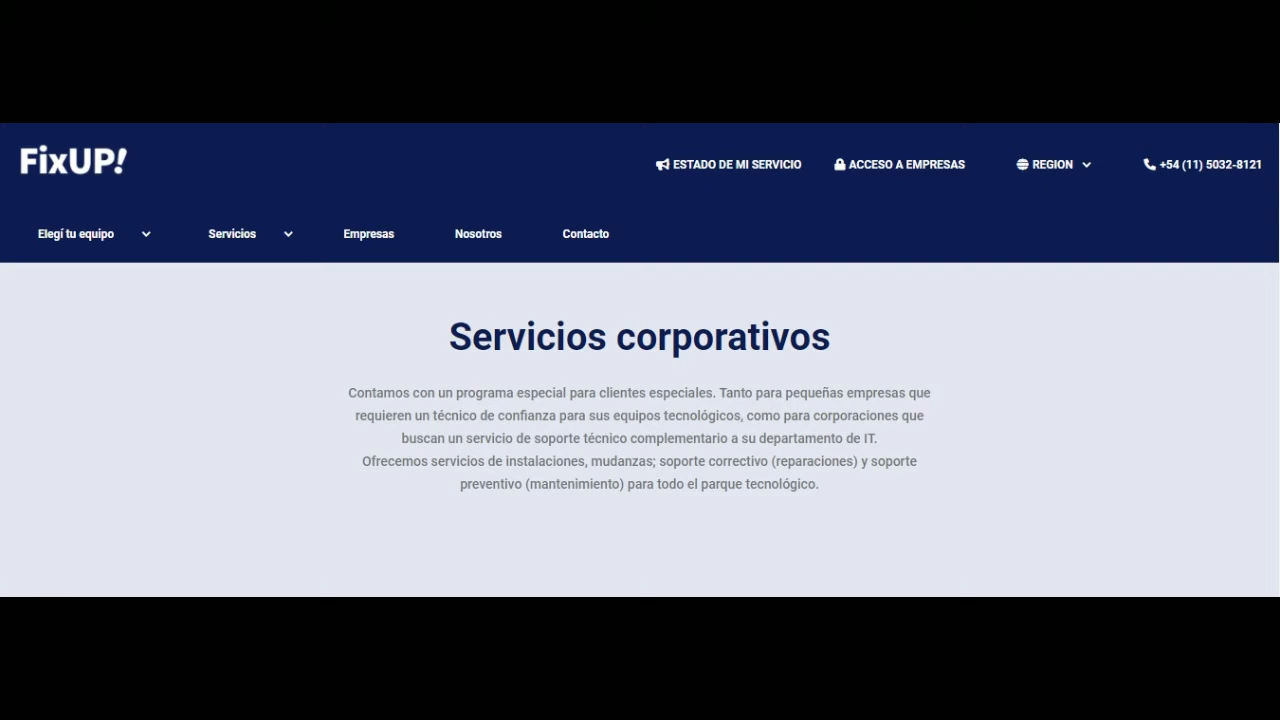 FixUP!
ESTADO DE MI SERVICIO
ACCESO A EMPRESAS
REGION
+54 (11) 5032-8121
Elegí tu equipo
Servicios
Empresas
Nosotros
Contacto
Servicios corporativos
Contamos con un programa especial para clientes especiales. Tanto para pequeñas empresas que
requieren un técnico de confianza para sus equipos tecnológicos, como para corporaciones que
buscan un servicio de soporte técnico complementario a su departamento de IT.
Ofrecemos servicios de instalaciones, mudanzas; soporte correctivo (reparaciones) y soporte
preventivo (mantenimiento) para todo el parque tecnológico.